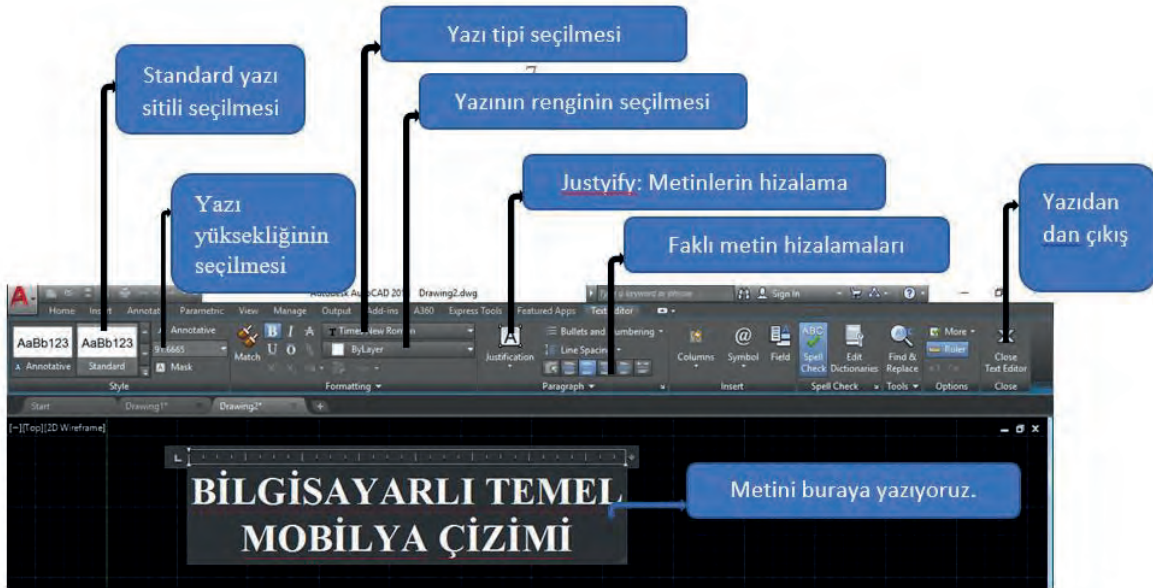 Yazı tipi seçilmesi
Standard yazı
sitili seçilmesi
Yazının renginin seçilmesi
Justyify: Metinlerin hizalama
Yazı
yüksekliğinin
seçilmesi
Faklı metin hizalamaları
Yazıdan
dan çıkış
Drawing2.dwg
Sign In
Home Insert Annotat Parametric View Manage Output Add-ins A360 Express Tools Featured Apps Text Editor
AaBb123 AaBb123 Annotative
Annotative Standard Mask
Match
B I A
U O
ByLayer
Justification
Bullets and Numbering
Line Spacing
Columns Symbol Field
ABC
Spell
Check
Edit
Dictionaries
Find &
Replace
More
Ruler
Close
Text Editor
Style Formatting Paragraph Insert Spell Check Tools Options Close
Start Drawing1* Drawing2*
[−][Top][2D Wireframe]
BİLGİSAYARLI TEMEL
MOBİLYA ÇİZİMİ
Metini buraya yazıyoruz.